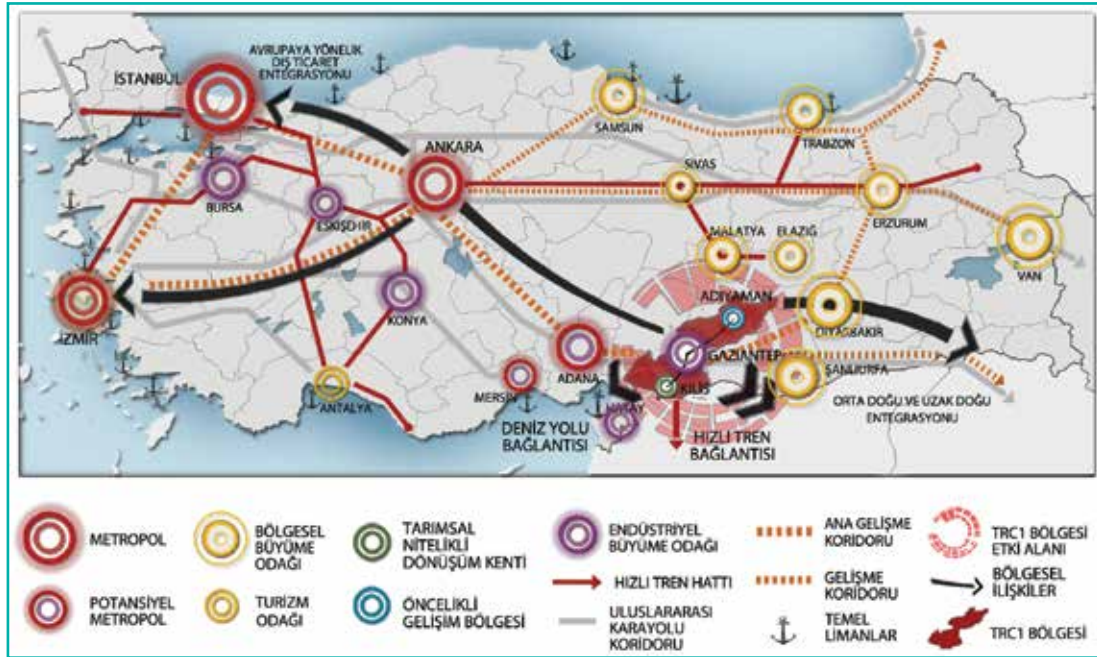 AVRUPAYA YÖNELİK
DIŞ TİCARET
ENTEGRASYONU
İSTANBUL
SAMSUN
TRABZON
ANKARA
SİVAS
BURSA
ESKİŞEHİR
ERZURUM
MALATYA
ELAZIĞ
VAN
ADIYAMAN
İZMİR
KONYA
DİYARBAKIR
GAZİANTEP
ADANA
ŞANLIURFA
KİLİS
MERSİN
ANTALYA
HATAY
ORTA DOĞU VE UZAK DOĞU
ENTEGRASYONU
DENİZ YOLU
BAĞLANTISI
HIZLI TREN
BAĞLANTISI
METROPOL
BÖLGESEL
BÜYÜME
ODAĞI
TARIMSAL
NİTELİKLİ
DÖNÜŞÜM KENTİ
ENDÜSTRİYEL
BÜYÜME ODAĞI
ANA GELİŞME
KORİDORU
TRC1 BÖLGESİ
ETKİ ALANI
POTANSİYEL
METROPOL
TURİZM
ODAĞI
ÖNCELİKLİ
GELİŞİM BÖLGESİ
HIZLI TREN HATTI
ULUSLARARASI
KARAYOLU
KORİDORU
GELİŞME
KORİDORU
TEMEL
LİMANLAR
BÖLGESEL
İLİŞKİLER
TRC1 BÖLGESİ